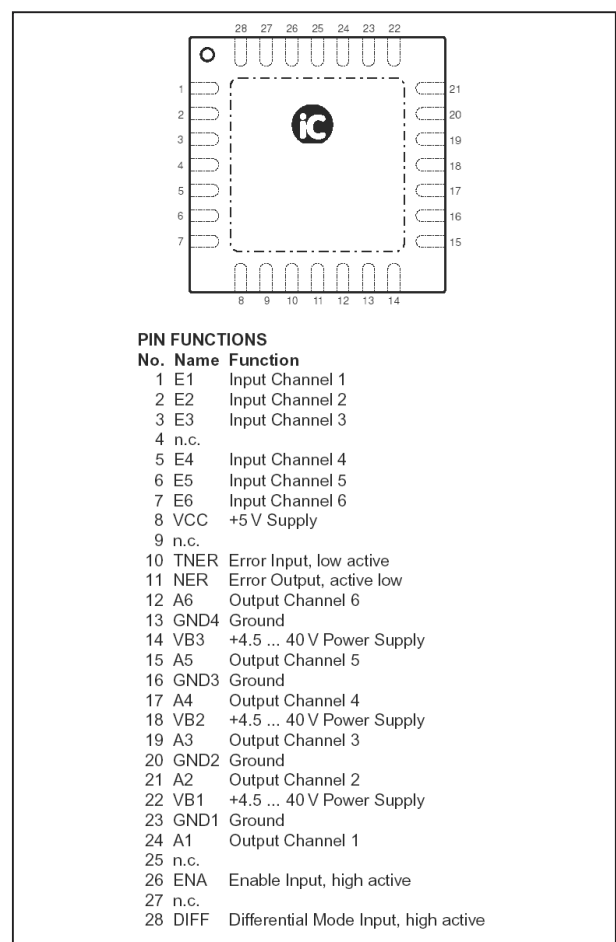 28 27 26 25 24 23 22
iC
1 21
2 20
3 19
4 18
5 17
6 16
7 15
8 9 10 11 12 13 14
PIN FUNCTIONS
No. Name Function
1 E1 Input Channel 1
2 E2 Input Channel 2
3 E3 Input Channel 3
4 n.c.
5 E4 Input Channel 4
6 E5 Input Channel 5
7 E6 Input Channel 6
8 VCC +5 V Supply
9 n.c.
10 TNER Error Input, low active
11 NER Error Output, active low
12 A6 Output Channel 6
13 GND4 Ground
14 VB3 +4.5 ... 40 V Power Supply
15 A5 Output Channel 5
16 GND3 Ground
17 A4 Output Channel 4
18 VB2 +4.5 ... 40 V Power Supply
19 A3 Output Channel 3
20 GND2 Ground
21 A2 Output Channel 2
22 VB1 +4.5 ... 40 V Power Supply
23 GND1 Ground
24 A1 Output Channel 1
25 n.c.
26 ENA Enable Input, high active
27 n.c.
28 DIFF Differential Mode Input, high active